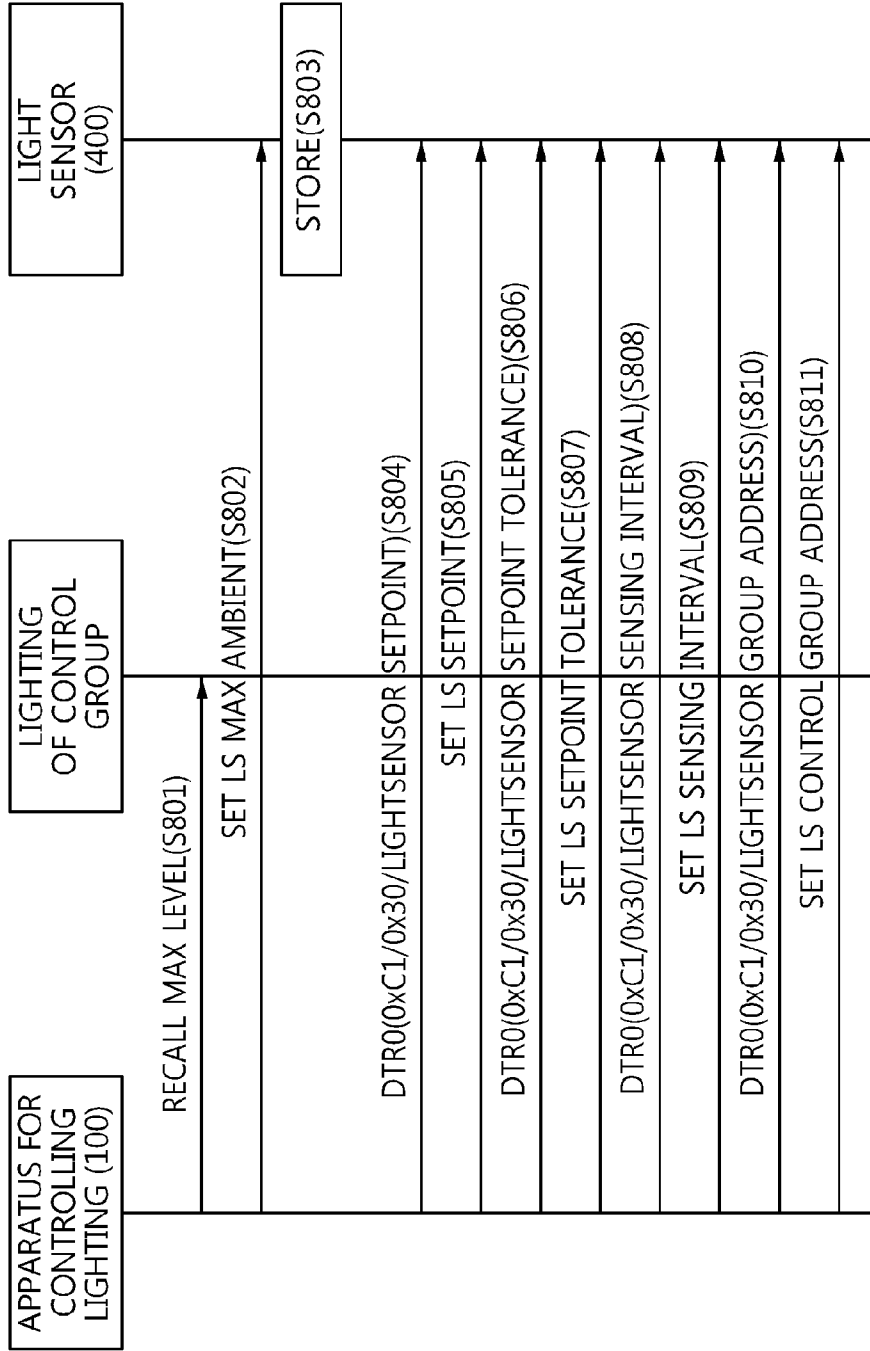 APPARATUS FOR
CONTROLLING
LIGHTING (100)
LIGHTING
OF CONTROL
GROUP
LIGHT
SENSOR
(400)
RECALL MAX LEVEL(S801)
SET LS MAX AMBIENT(S802)
STORE(S803)
DTR0(0xC1/0x30/LIGHTSENSOR SETPOINT)(S804)
SET LS SETPOINT(S805)
DTR0(0xC1/0x30/LIGHTSENSOR SETPOINT TOLERANCE)(S806)
SET LS SETPOINT TOLERANCE(S807)
DTR0(0xC1/0x30/LIGHTSENSOR SENSING INTERVAL)(S808)
SET LS SENSING INTERVAL(S809)
DTR0(0xC1/0x30/LIGHTSENSOR GROUP ADDRESS)(S810)
SET LS CONTROL GROUP ADDRESS(S811)